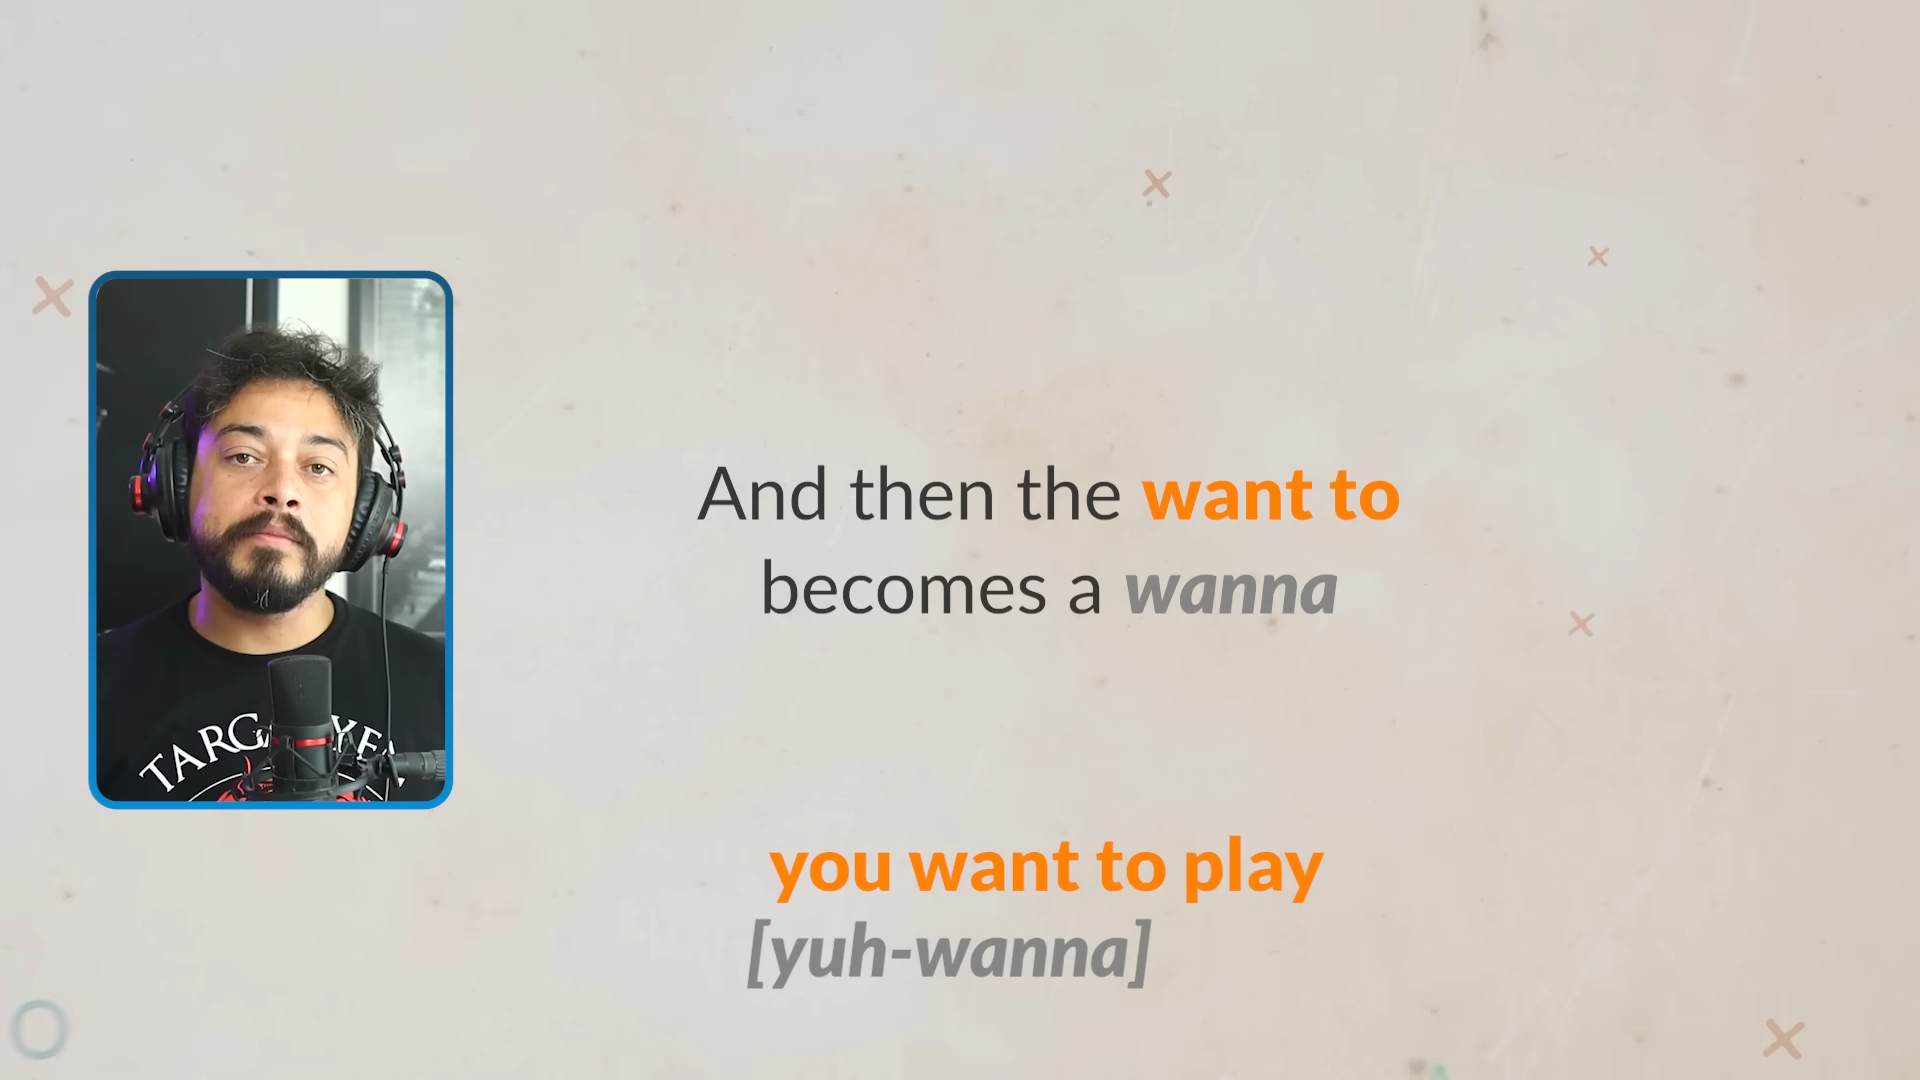 And then the want to
becomes a wanna
you want to play
[yuh-wanna]